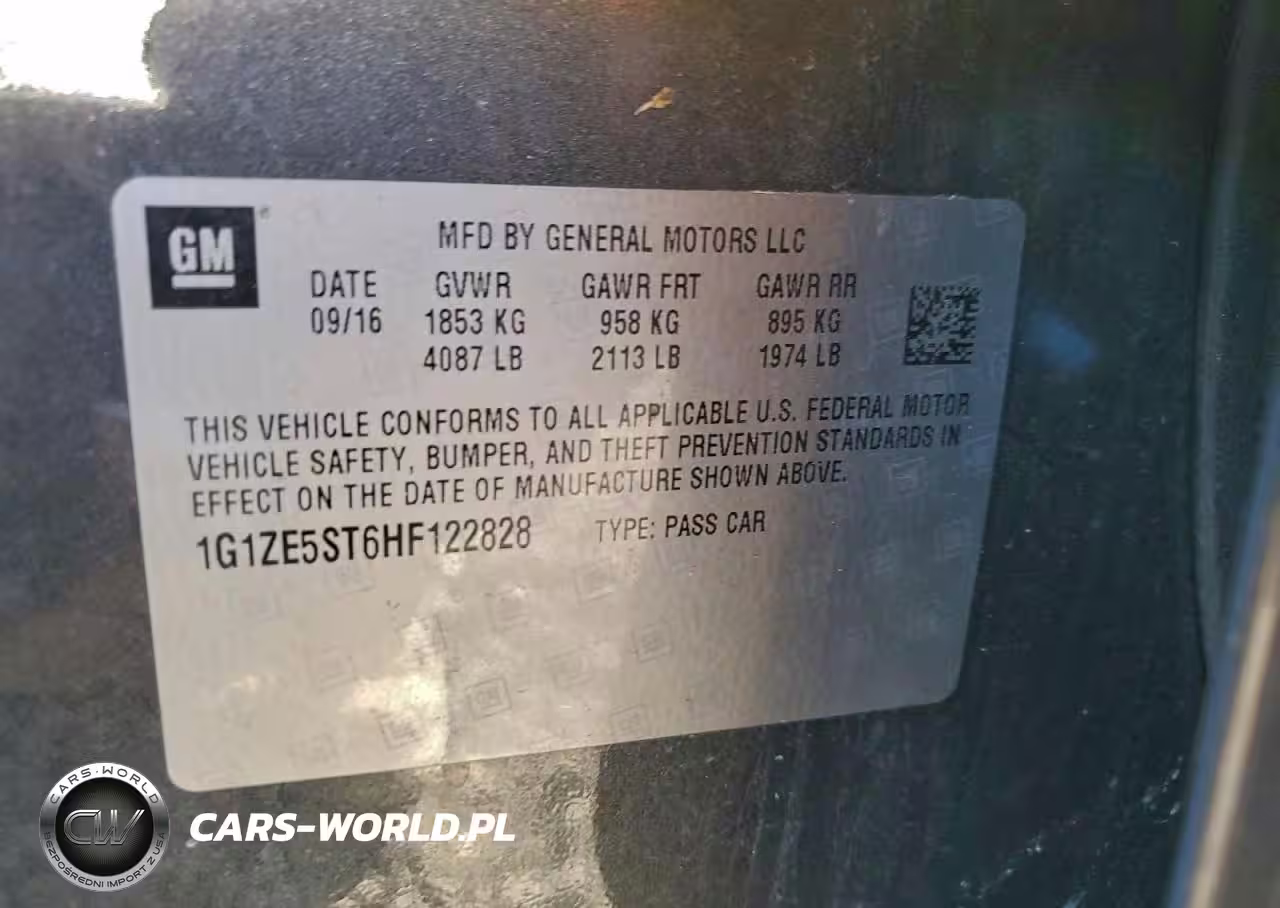 GM
MFD BY GENERAL MOTORS LLC
DATE GVWR GAWR FRT GAWR RR
09/16 1853 KG 958 KG 895 KG
4087 LB 2113 LB 1974 LB
THIS VEHICLE CONFORMS TO ALL APPLICABLE U.S. FEDERAL MOTOR
VEHICLE SAFETY, BUMPER, AND THEFT PREVENTION STANDARDS IN
EFFECT ON THE DATE OF MANUFACTURE SHOWN ABOVE.
1G1ZE5ST6HF122828 TYPE: PASS CAR
CARS-WORLD
CW
BEZPOŚREDNI IMPORT Z USA
CARS-WORLD.PL